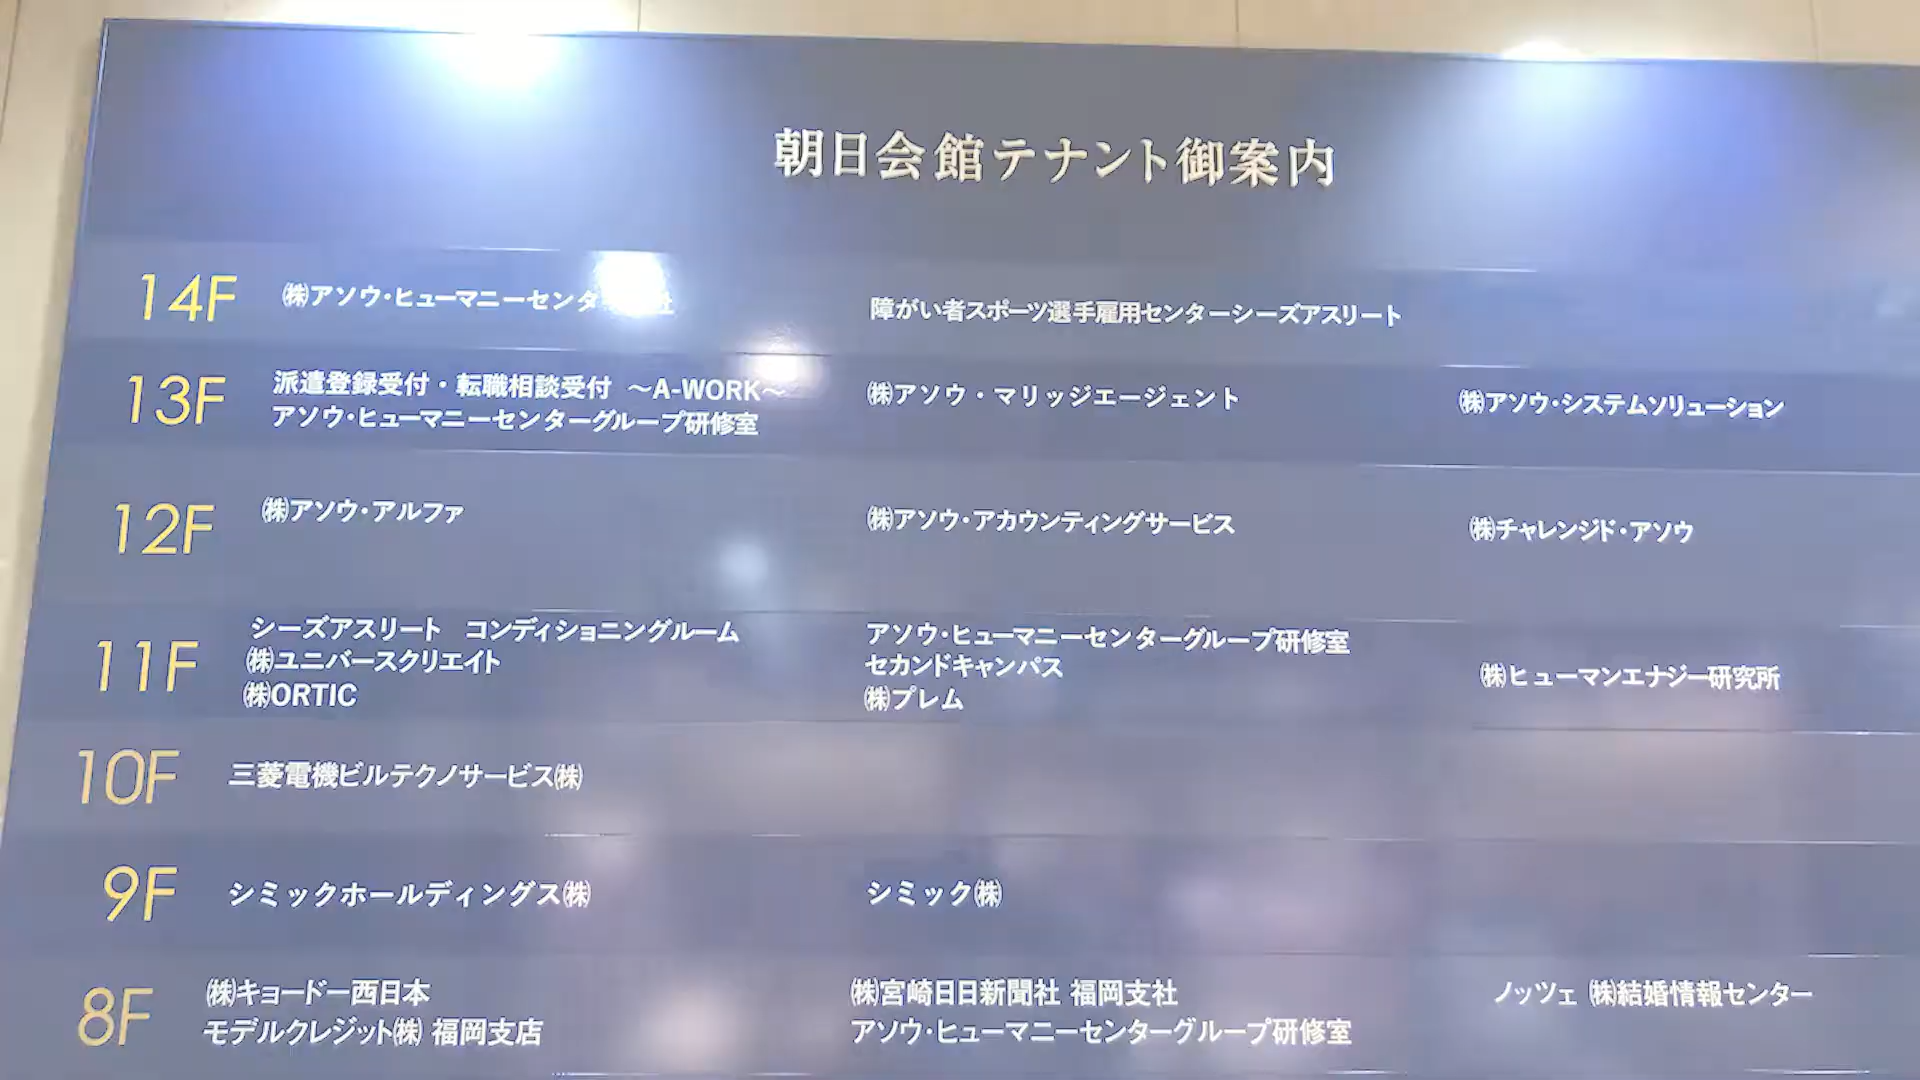 朝日会館テナント御案内
14F ㈱アソウ・ヒューマニーセンター 障がい者スポーツ選手雇用センターシーズアスリート
13F 派遣登録受付・転職相談受付 ～A-WORK～ ㈱アソウ・マリッジエージェント ㈱アソウ・システムソリューション
アソウ・ヒューマニーセンターグループ研修室
12F ㈱アソウ・アルファ ㈱アソウ・アカウンティングサービス ㈱チャレンジド・アソウ
11F シーズアスリート コンディショニングルーム アソウ・ヒューマニーセンターグループ研修室 ㈱ヒューマンエナジー研究所
㈱ユニバースクリエイト セカンドキャンパス
㈱ORTIC ㈱プレム
10F 三菱電機ビルテクノサービス㈱
9F シミックホールディングス㈱ シミック㈱
8F ㈱キョードー西日本 ㈱宮崎日日新聞社 福岡支社 ノッツェ ㈱結婚情報センター
モデルクレジット㈱ 福岡支店 アソウ・ヒューマニーセンターグループ研修室